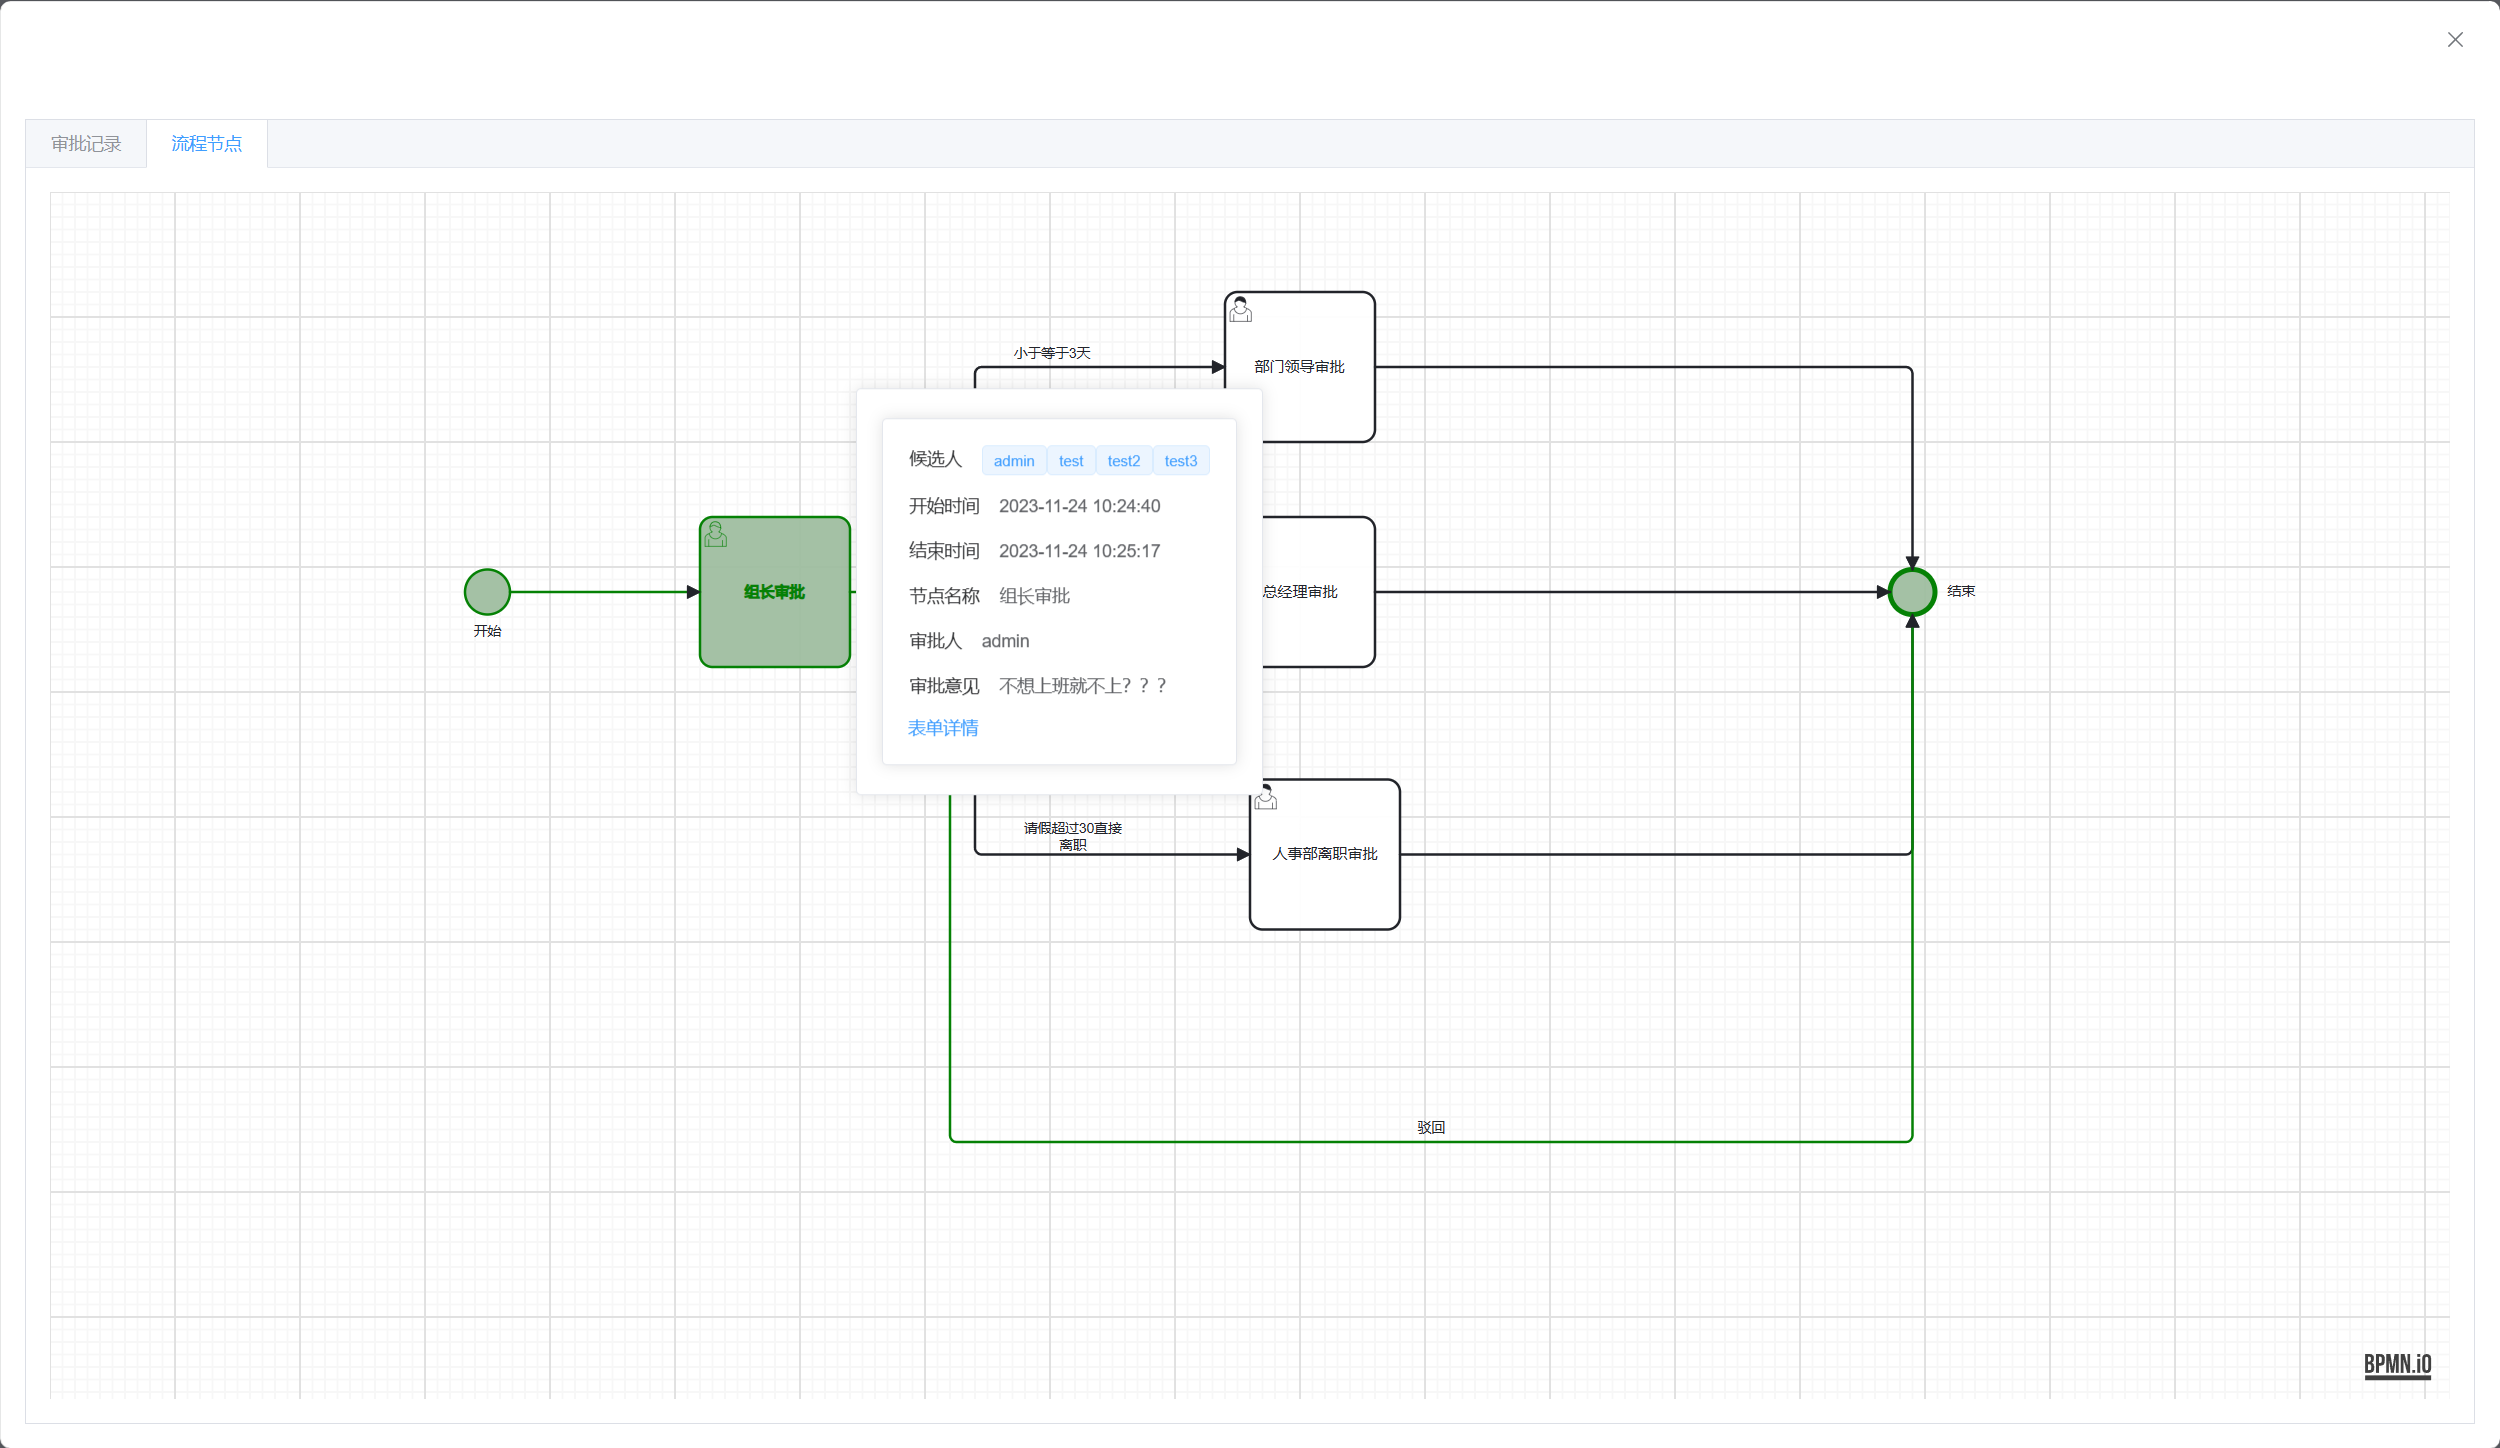 审批记录
流程节点
小于等于3天
部门领导审批
候选人 admin test test2 test3
开始时间 2023-11-24 10:24:40
结束时间 2023-11-24 10:25:17
节点名称 组长审批
审批人 admin
审批意见 不想上班就不上？？？
表单详情
组长审批
开始
总经理审批
结束
请假超过30直接
离职
人事部离职审批
驳回
BPMN.iO